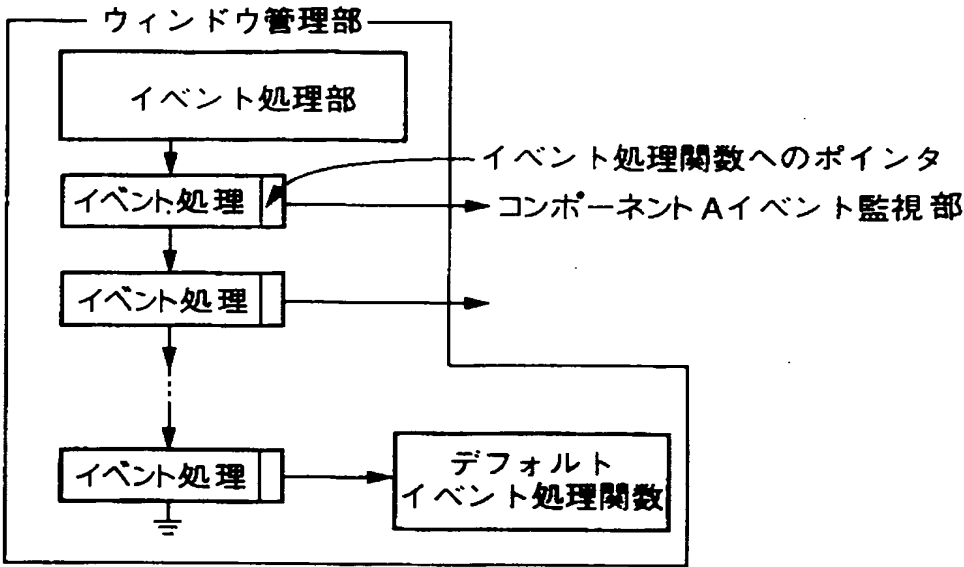 ウィンドウ管理部
イベント処理部
イベント処理関数へのポインタ
イベント処理
コンポーネントAイベント監視部
イベント処理
イベント処理
デフォルト
イベント処理関数